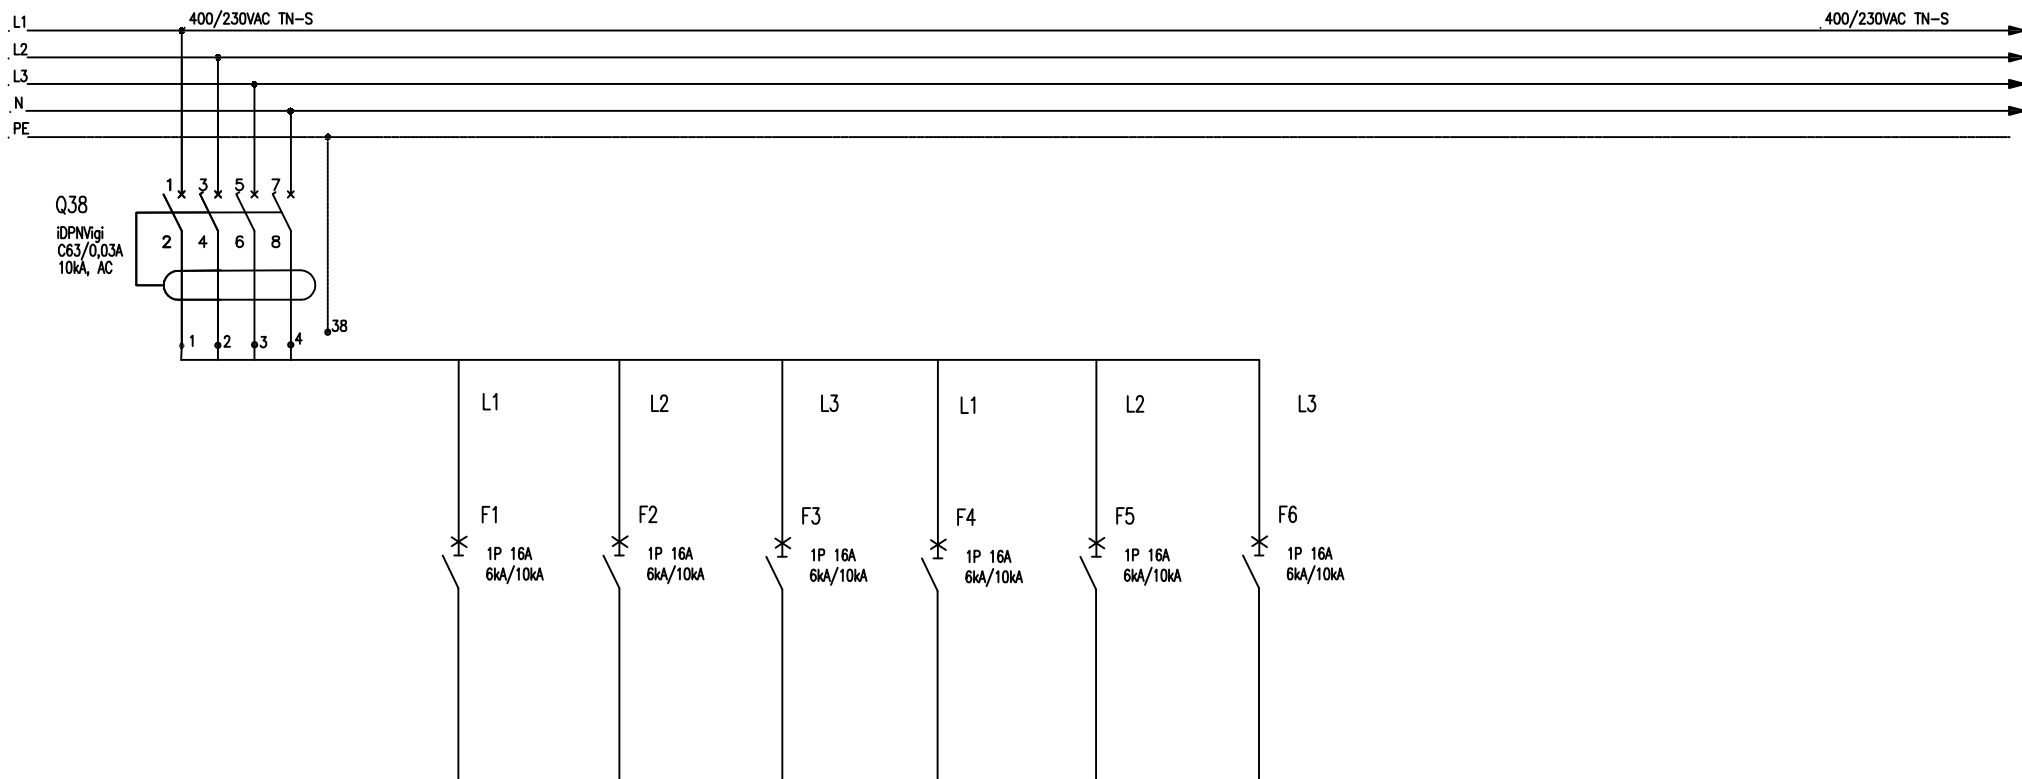 L1
400/230VAC TN-S
400/230VAC TN-S
L2
L3
N
PE
1 3 5 7
Q38
iDPNVigi
C63/0,03A
10kA, AC
2 4 6 8
38
1 2 3 4
L1 L2 L3 L1 L2 L3
F1 F2 F3 F4 F5 F6
1P 16A
6kA/10kA
1P 16A
6kA/10kA
1P 16A
6kA/10kA
1P 16A
6kA/10kA
1P 16A
6kA/10kA
1P 16A
6kA/10kA